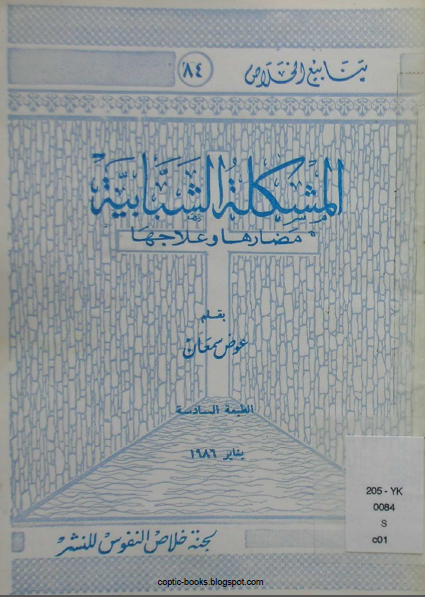 ينابيع الخلاص
٨٤
المشكلة الشبابية
مضارها وعلاجها
بقلم
عوض سمعان
الطبعة السادسة
يناير ١٩٨٦
205 - YK
0084
S
c01
لجنة خلاص النفوس للنشر
coptic-books.blogspot.com